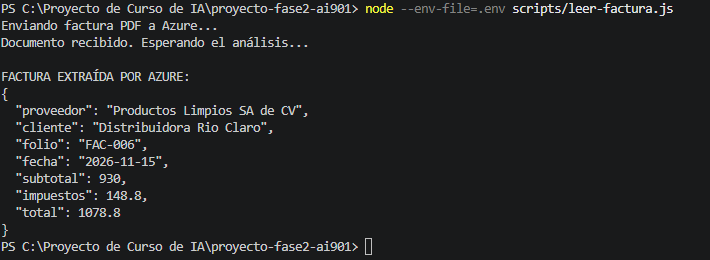 PS C:\Proyecto de Curso de IA\proyecto-fase2-ai901> node --env-file=.env scripts/leer-factura.js
Enviando factura PDF a Azure...
Documento recibido. Esperando el análisis...
FACTURA EXTRAÍDA POR AZURE:
{
  "proveedor": "Productos Limpios SA de CV",
  "cliente": "Distribuidora Rio Claro",
  "folio": "FAC-006",
  "fecha": "2026-11-15",
  "subtotal": 930,
  "impuestos": 148.8,
  "total": 1078.8
}
PS C:\Proyecto de Curso de IA\proyecto-fase2-ai901>